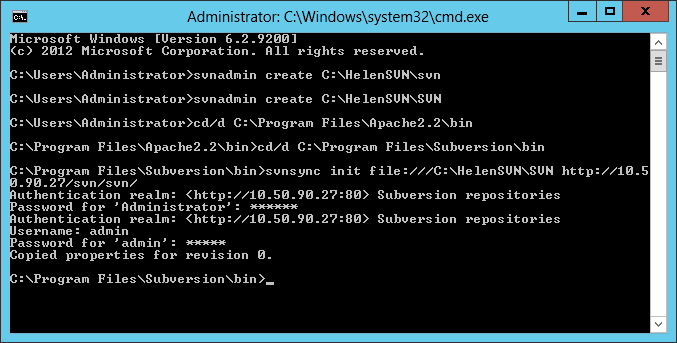 Administrator: C:\Windows\system32\cmd.exe
Microsoft Windows [Version 6.2.9200]
(c) 2012 Microsoft Corporation. All rights reserved.
C:\Users\Administrator>svnadmin create C:\HelenSVN\svn
C:\Users\Administrator>svnadmin create C:\HelenSVN\SVN
C:\Users\Administrator>cd/d C:\Program Files\Apache2.2\bin
C:\Program Files\Apache2.2\bin>cd/d C:\Program Files\Subversion\bin
C:\Program Files\Subversion\bin>svnsync init file:///C:\HelenSVN\SVN http://10.5
0.90.27/svn/svn/
Authentication realm: <http://10.50.90.27:80> Subversion repositories
Password for 'Administrator': ******
Authentication realm: <http://10.50.90.27:80> Subversion repositories
Username: admin
Password for 'admin': *****
Copied properties for revision 0.
C:\Program Files\Subversion\bin>_